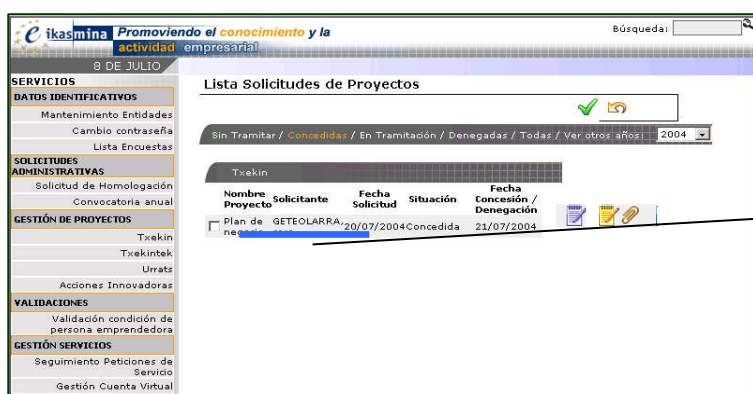 e ikasmina Promoviendo el conocimiento y la
actividad empresarial
Búsqueda:
8 DE JULIO
SERVICIOS
DATOS IDENTIFICATIVOS
Mantenimiento Entidades
Cambio contraseña
Lista Encuestas
SOLICITUDES
ADMINISTRATIVAS
Solicitud de Homologación
Convocatoria anual
GESTIÓN DE PROYECTOS
Txekin
Txekintek
Urrats
Acciones Innovadoras
VALIDACIONES
Validación condición de
persona emprendedora
GESTIÓN SERVICIOS
Seguimiento Peticiones de
Servicio
Gestión Cuenta Virtual
Lista Solicitudes de Proyectos
Sin Tramitar / Concedidas / En Tramitación / Denegadas / Todas / Ver otros años: 2004
Txekin
Nombre Proyecto Solicitante Fecha Solicitud Situación Fecha Concesión / Denegación
Plan de GETEOLARRA, 20/07/2004 Concedida 21/07/2004